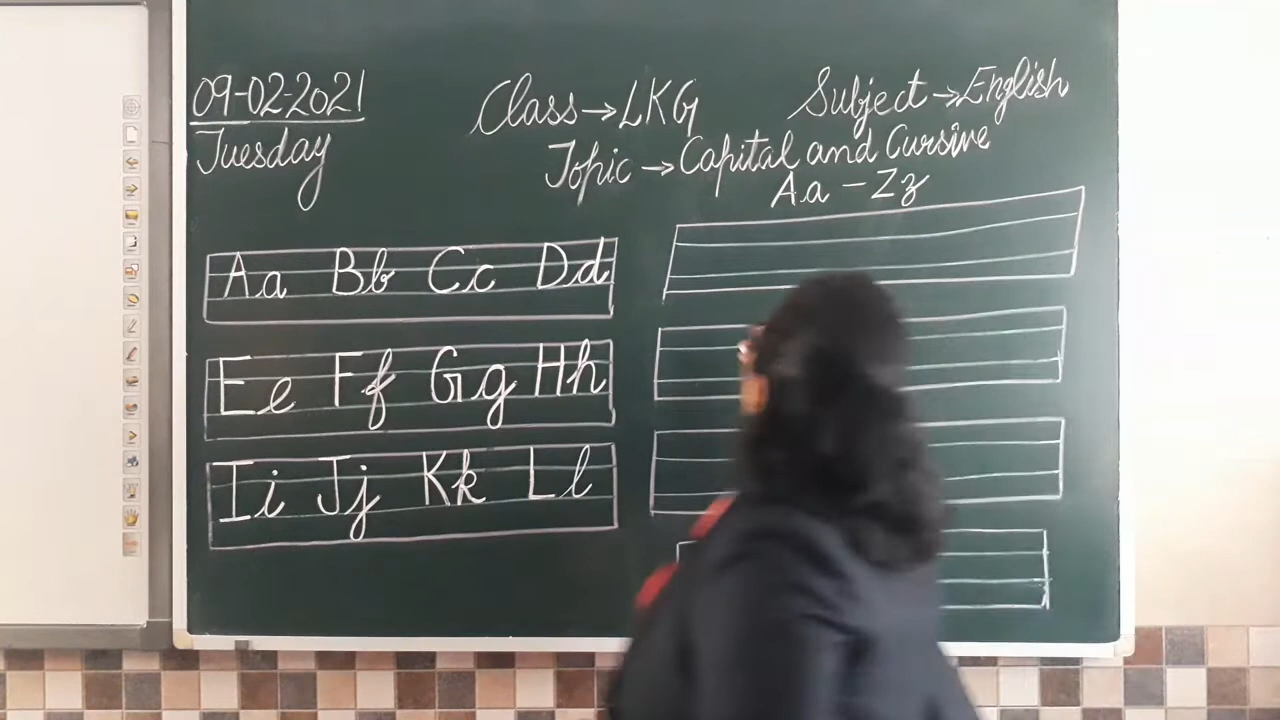 09-02-2021
Tuesday
Class→LKG
Subject→English
Topic→Capital and Cursive
Aa – Zz
Aa Bb Cc Dd
Ee Ff Gg Hh
Ii Jj Kk Ll